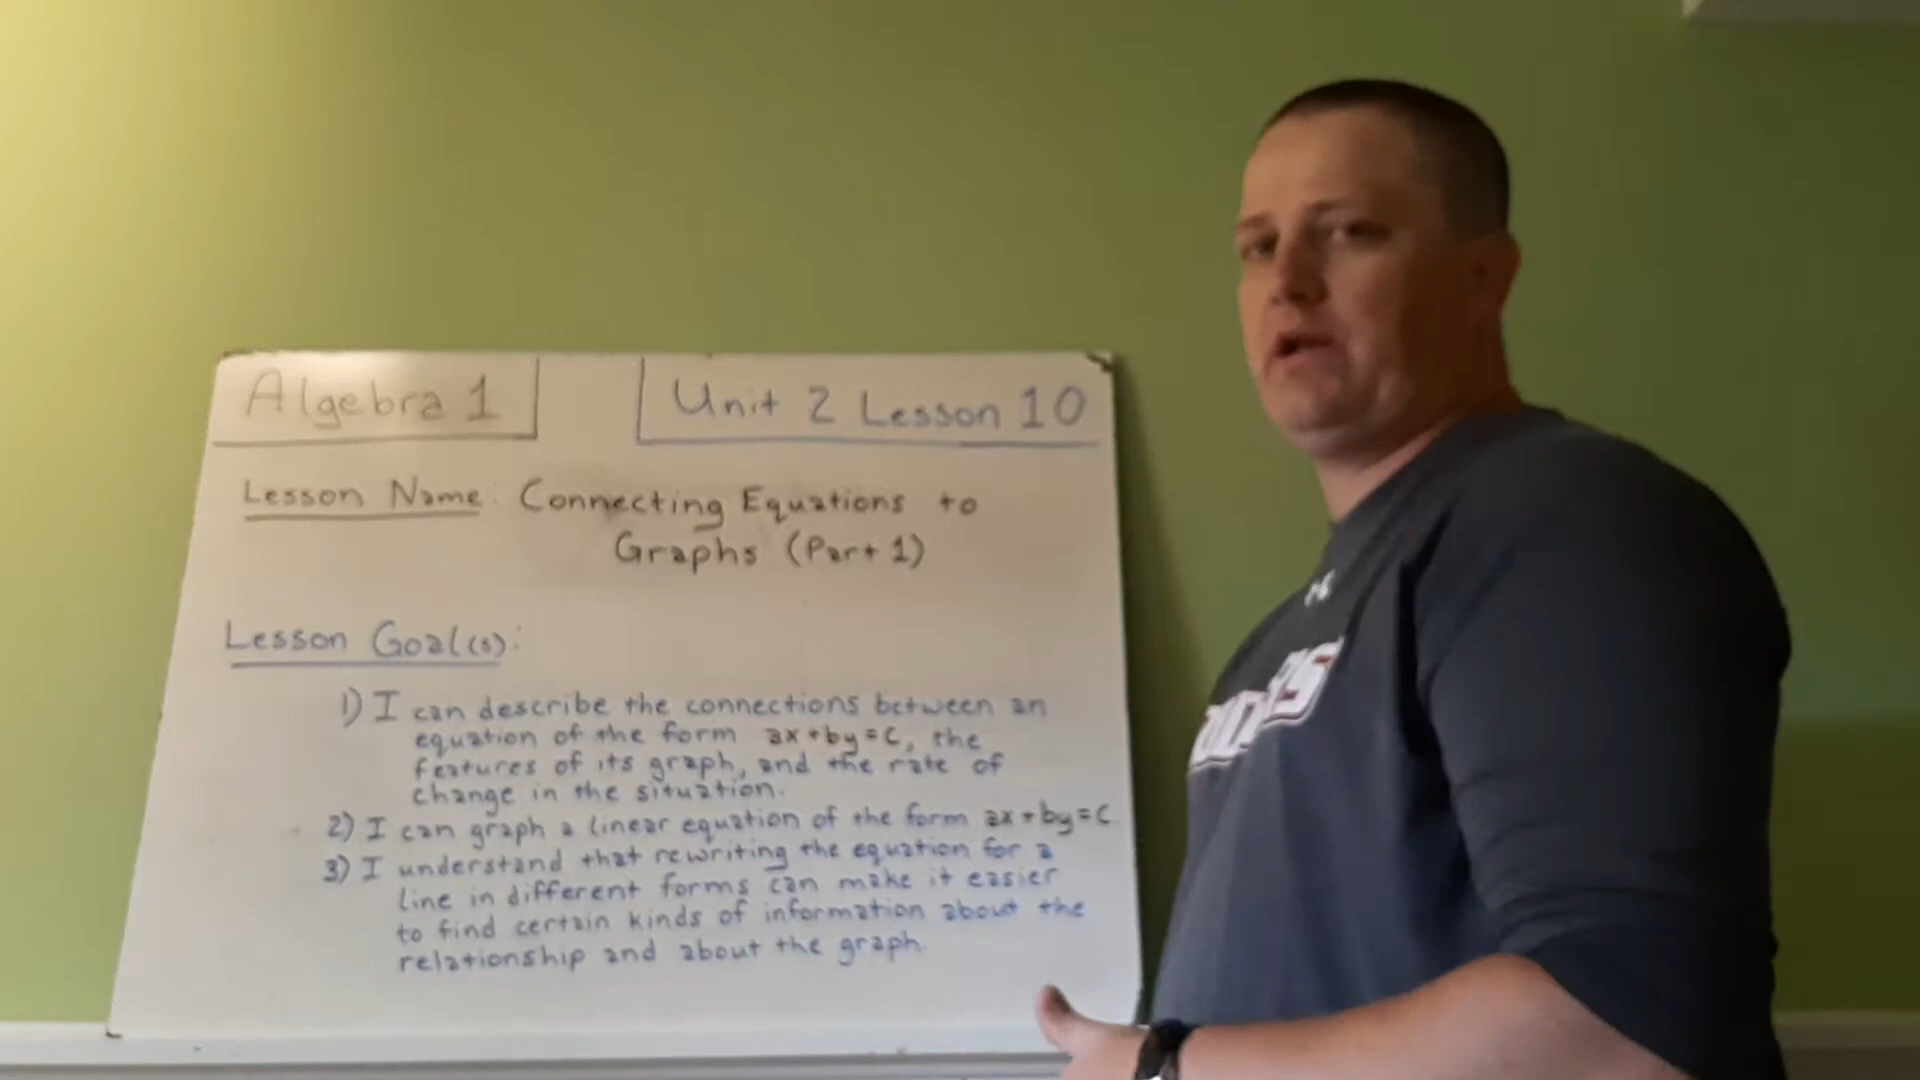 Algebra 1
Unit 2 Lesson 10
Lesson Name: Connecting Equations to
Graphs (Part 1)
Lesson Goal(s):
1) I can describe the connections between an
equation of the form ax+by=c, the
features of its graph, and the rate of
change in the situation.
2) I can graph a linear equation of the form ax+by=c
3) I understand that rewriting the equation for a
line in different forms can make it easier
to find certain kinds of information about the
relationship and about the graph.